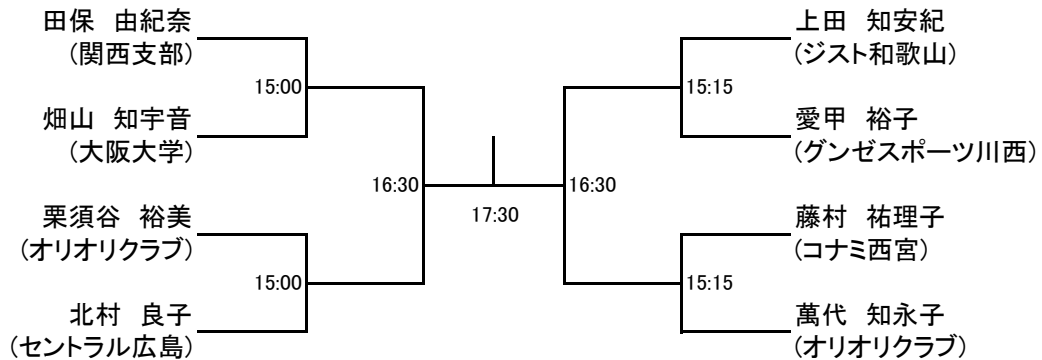 田保　由紀奈
(関西支部)
15:00
畑山　知宇音
(大阪大学)
16:30
栗須谷　裕美
(オリオリクラブ)
15:00
北村　良子
(セントラル広島)
17:30
上田　知安紀
(ジスト和歌山)
15:15
愛甲　裕子
(グンゼスポーツ川西)
16:30
藤村　祐理子
(コナミ西宮)
15:15
萬代　知永子
(オリオリクラブ)